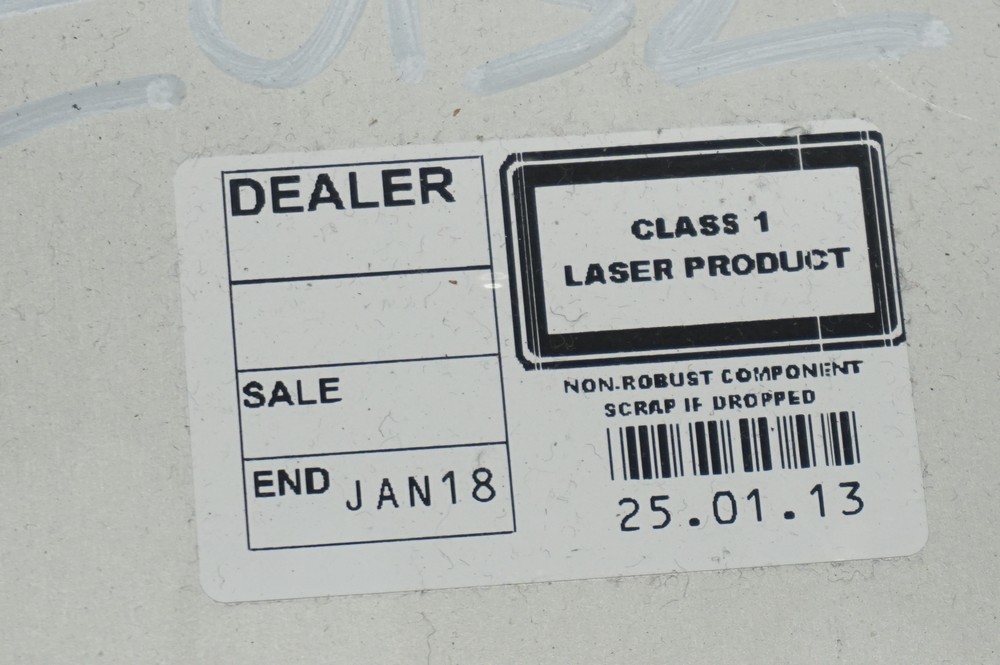 DEALER
SALE
END JAN18
CLASS 1
LASER PRODUCT
NON-ROBUST COMPONENT
SCRAP IF DROPPED
25.01.13